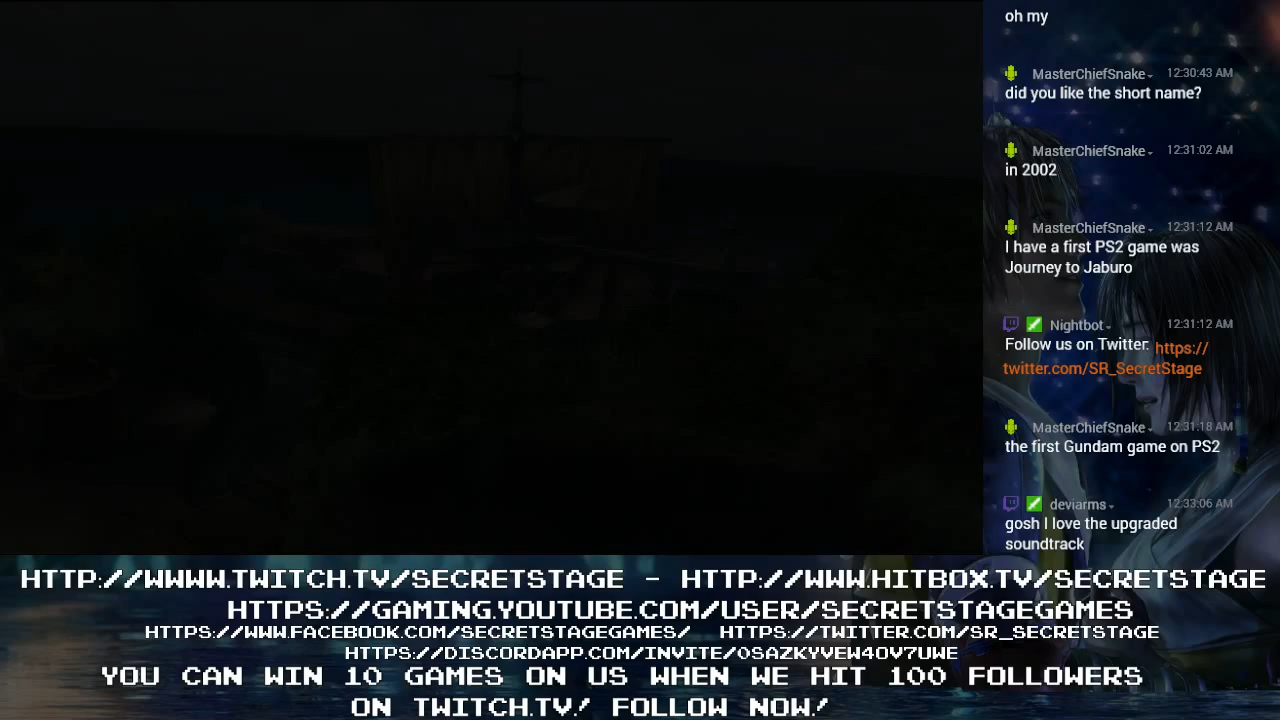 oh my
MasterChiefSnake 12:30:43 AM
did you like the short name?
MasterChiefSnake 12:31:02 AM
in 2002
MasterChiefSnake 12:31:12 AM
I have a first PS2 game was
Journey to Jaburo
Nightbot 12:31:12 AM
Follow us on Twitter: https://
twitter.com/SR_SecretStage
MasterChiefSnake 12:31:18 AM
the first Gundam game on PS2
deviarms 12:33:06 AM
gosh I love the upgraded
soundtrack
HTTP://WWWW.TWITCH.TV/SECRETSTAGE - HTTP://WWW.HITBOX.TV/SECRETSTAGE
HTTPS://GAMING.YOUTUBE.COM/USER/SECRETSTAGEGAMES
HTTPS://WWW.FACEBOOK.COM/SECRETSTAGEGAMES/ HTTPS://TWITTER.COM/SR_SECRETSTAGE
HTTPS://DISCORDAPP.COM/INVITE/0SAZKYVEW4OV7UWE
YOU CAN WIN 10 GAMES ON US WHEN WE HIT 100 FOLLOWERS
ON TWITCH.TV! FOLLOW NOW!